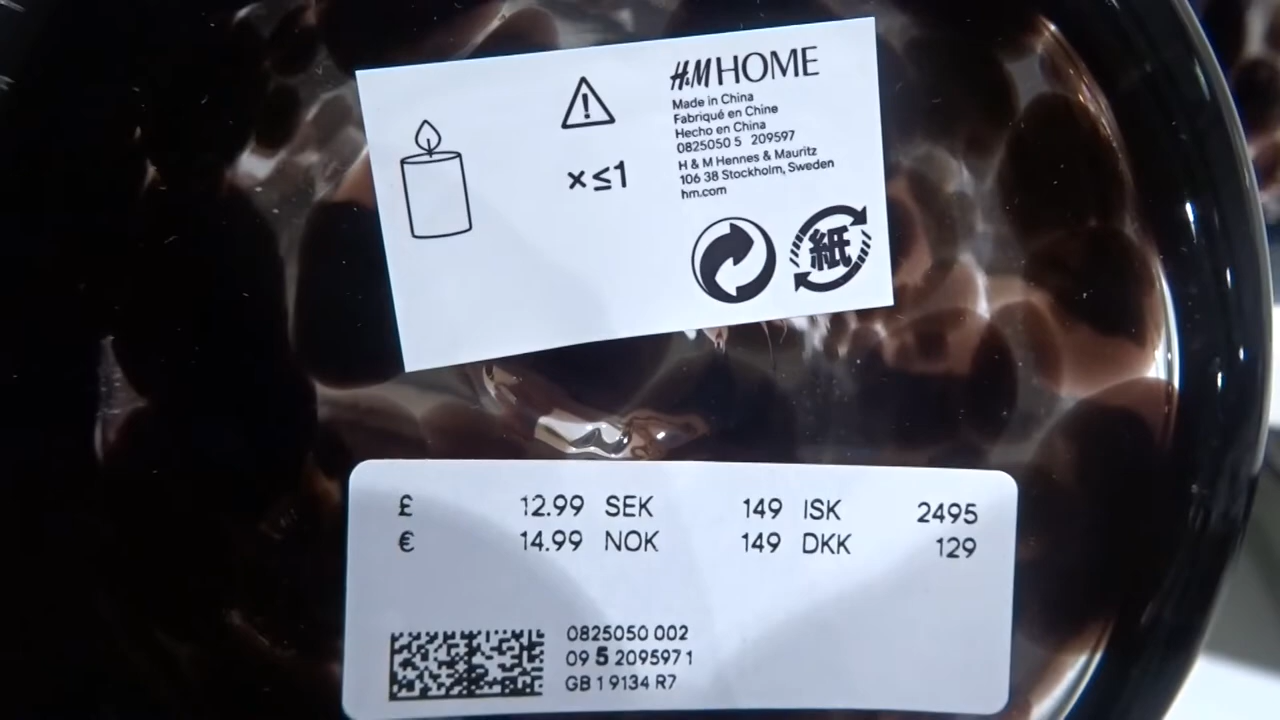 H&M HOME
Made in China
Fabriqué en Chine
Hecho en China
0825050 5 209597
H & M Hennes & Mauritz
106 38 Stockholm, Sweden
hm.com
x≤1
紙
£ 12.99 SEK 149 ISK 2495
€ 14.99 NOK 149 DKK 129
0825050 002
09 5 209597 1
GB 1 9134 R7